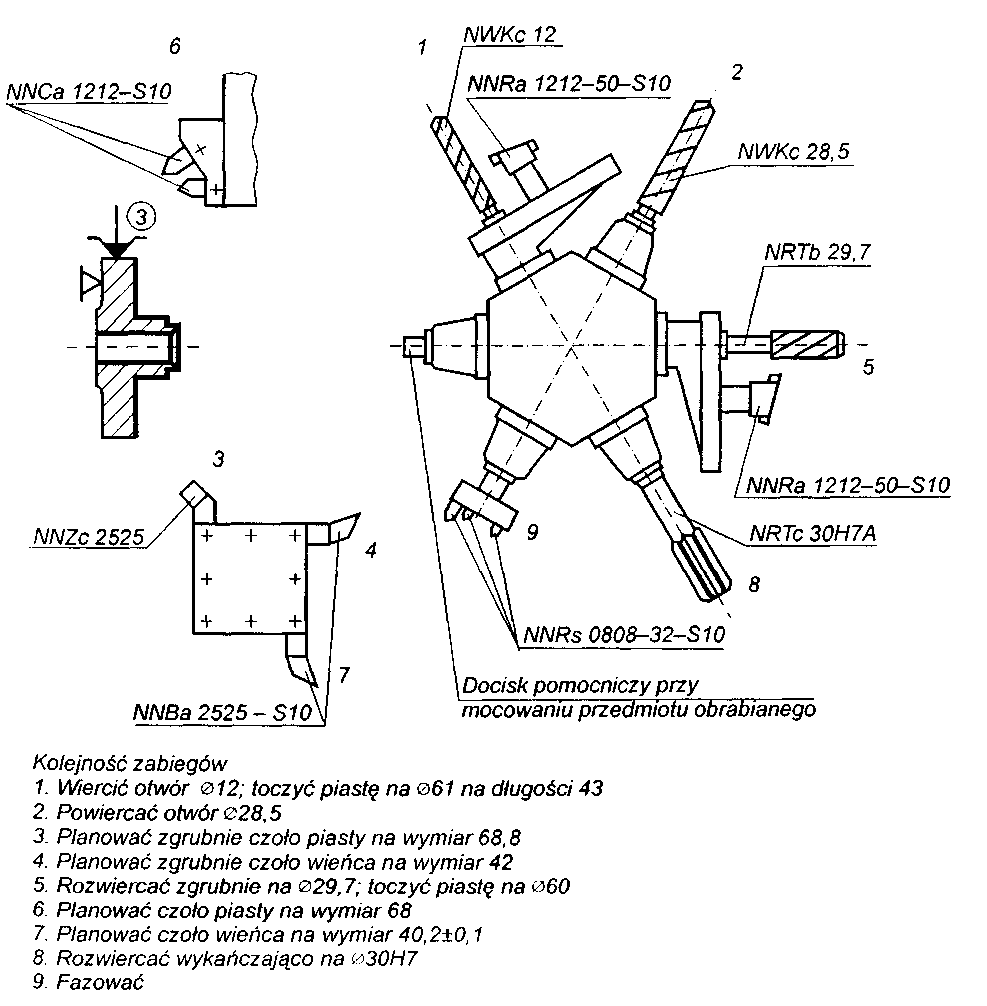 6
NNCa 1212–S10
1
NWKc 12
NNRa 1212–50–S10
2
NWKc 28,5
3
NRTb 29,7
5
NNRa 1212–50–S10
3
NNZc 2525
4
7
NNBa 2525 – S10
9
NRTc 30H7A
8
NNRs 0808–32–S10
Docisk pomocniczy przy
mocowaniu przedmiotu obrabianego
Kolejność zabiegów
1. Wiercić otwór ∅12; toczyć piastę na ∅61 na długości 43
2. Powiercać otwór ∅28,5
3. Planować zgrubnie czoło piasty na wymiar 68,8
4. Planować zgrubnie czoło wieńca na wymiar 42
5. Rozwiercać zgrubnie na ∅29,7; toczyć piastę na ∅60
6. Planować czoło piasty na wymiar 68
7. Planować czoło wieńca na wymiar 40,2±0,1
8. Rozwiercać wykańczająco na ∅30H7
9. Fazować